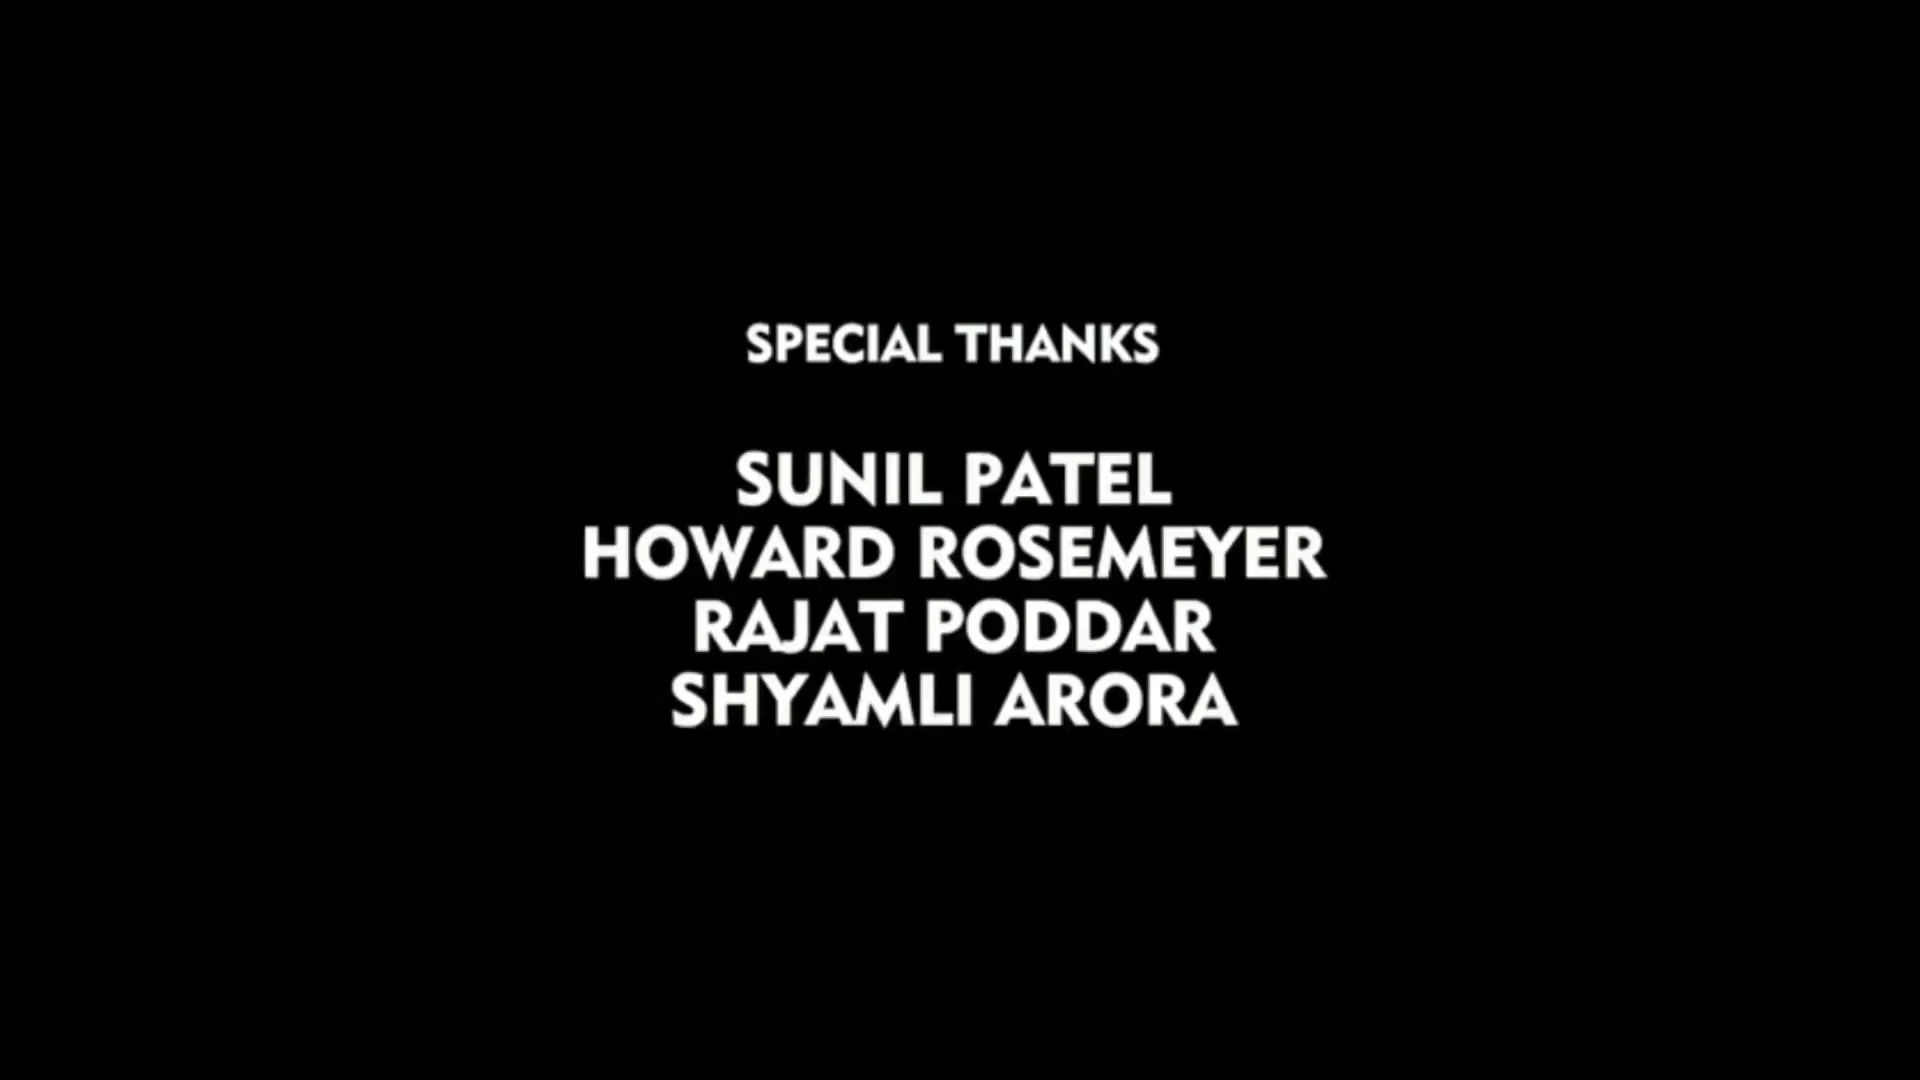 SPECIAL THANKS
SUNIL PATEL
HOWARD ROSEMEYER
RAJAT PODDAR
SHYAMLI ARORA